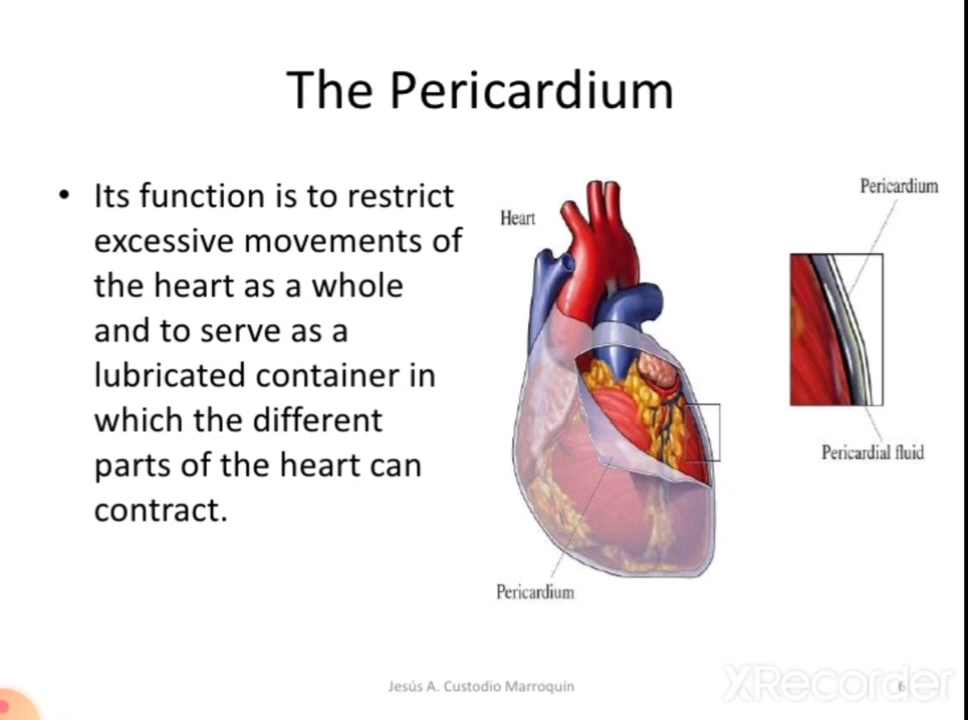 The Pericardium
• Its function is to restrict
excessive movements of
the heart as a whole
and to serve as a
lubricated container in
which the different
parts of the heart can
contract.
Heart
Pericardium
Pericardial fluid
Pericardium
Jesús A. Custodio Marroquín
6
XRecorder